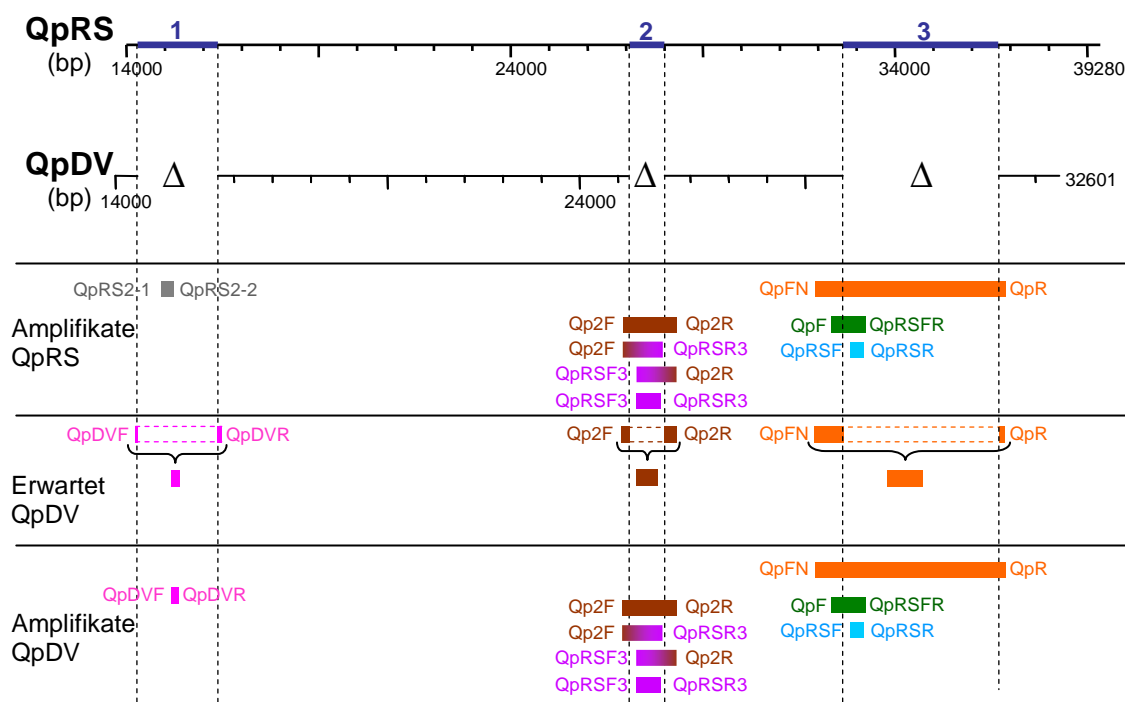 QpRS 1 2 3
(bp) 14000 24000 34000 39280
QpDV Δ Δ Δ
(bp) 14000 24000 32601
QpRS2-1 QpRS2-2 QpFN QpR
Amplifikate
QpRS
Qp2F Qp2R QpF QpRSFR
Qp2F QpRSR3 QpRSF QpRSR
QpRSF3 Qp2R
QpRSF3 QpRSR3
QpDVF QpDVR Qp2F Qp2R QpFN QpR
Erwartet
QpDV
QpFN QpR
QpDVF QpDVR
Amplifikate
QpDV
Qp2F Qp2R QpF QpRSFR
Qp2F QpRSR3 QpRSF QpRSR
QpRSF3 Qp2R
QpRSF3 QpRSR3